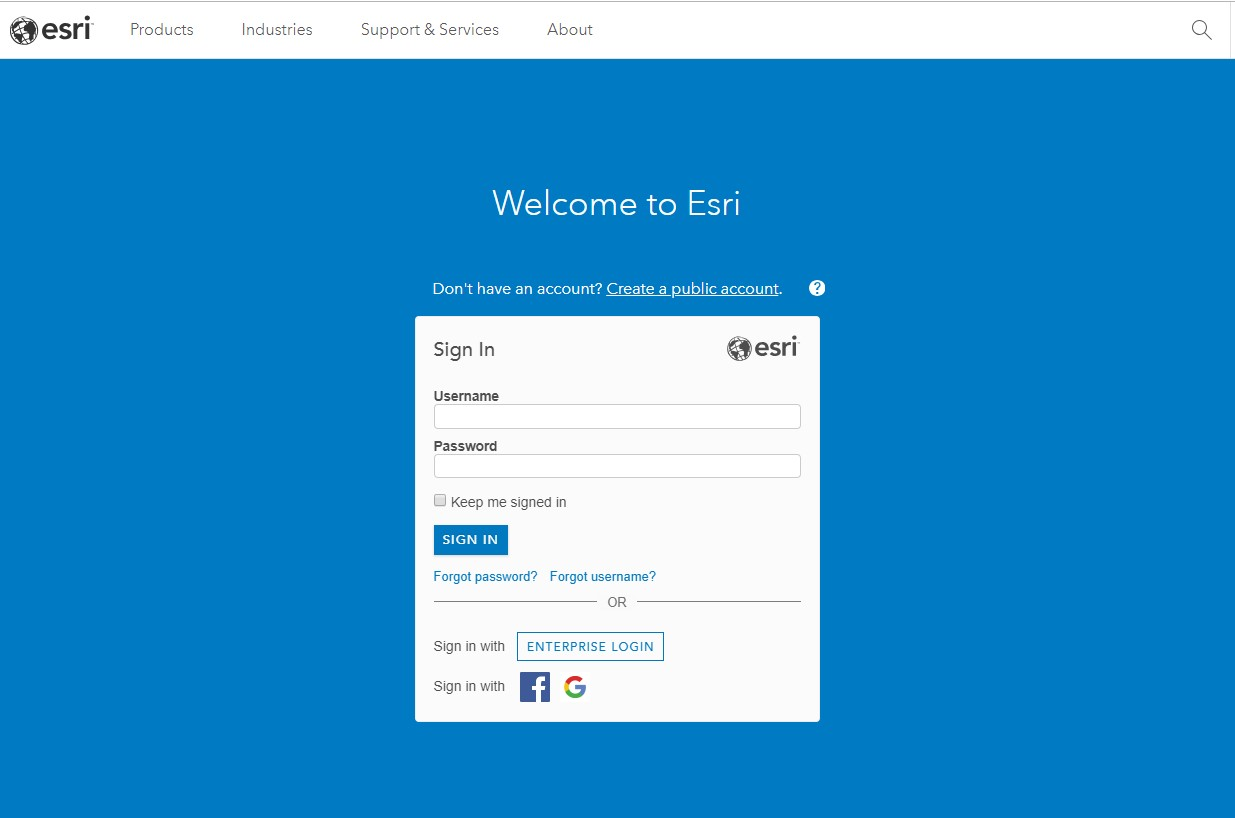 esri Products Industries Support & Services About
Welcome to Esri
Don't have an account? Create a public account. ?
Sign In esri
Username
Password
Keep me signed in
SIGN IN
Forgot password? Forgot username?
OR
Sign in with ENTERPRISE LOGIN
Sign in with f G